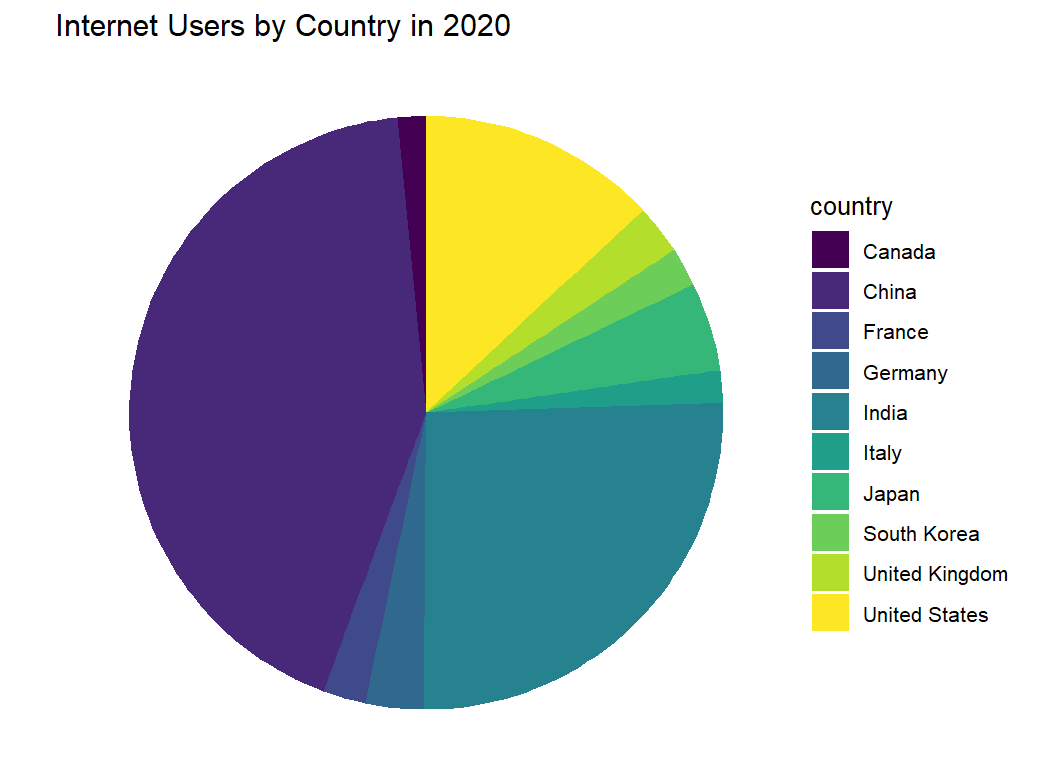 Internet Users by Country in 2020
country
Canada
China
France
Germany
India
Italy
Japan
South Korea
United Kingdom
United States